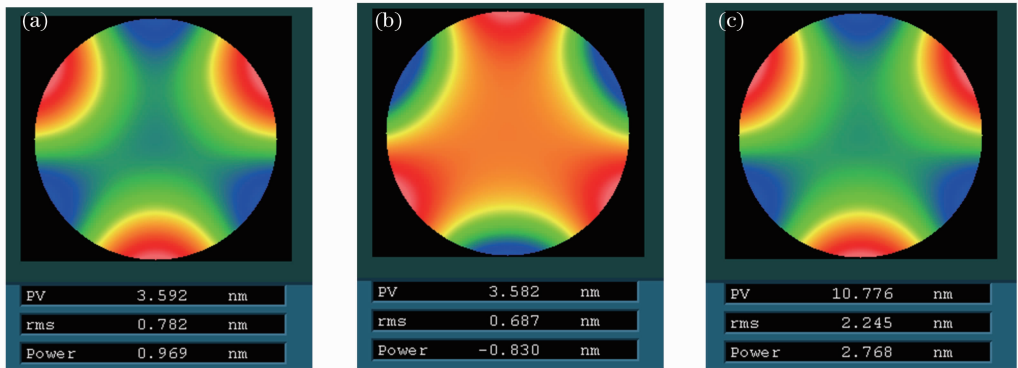 (a)
(b)
(c)
PV 3.592 nm
rms 0.782 nm
Power 0.969 nm
PV 3.582 nm
rms 0.687 nm
Power -0.830 nm
PV 10.776 nm
rms 2.245 nm
Power 2.768 nm